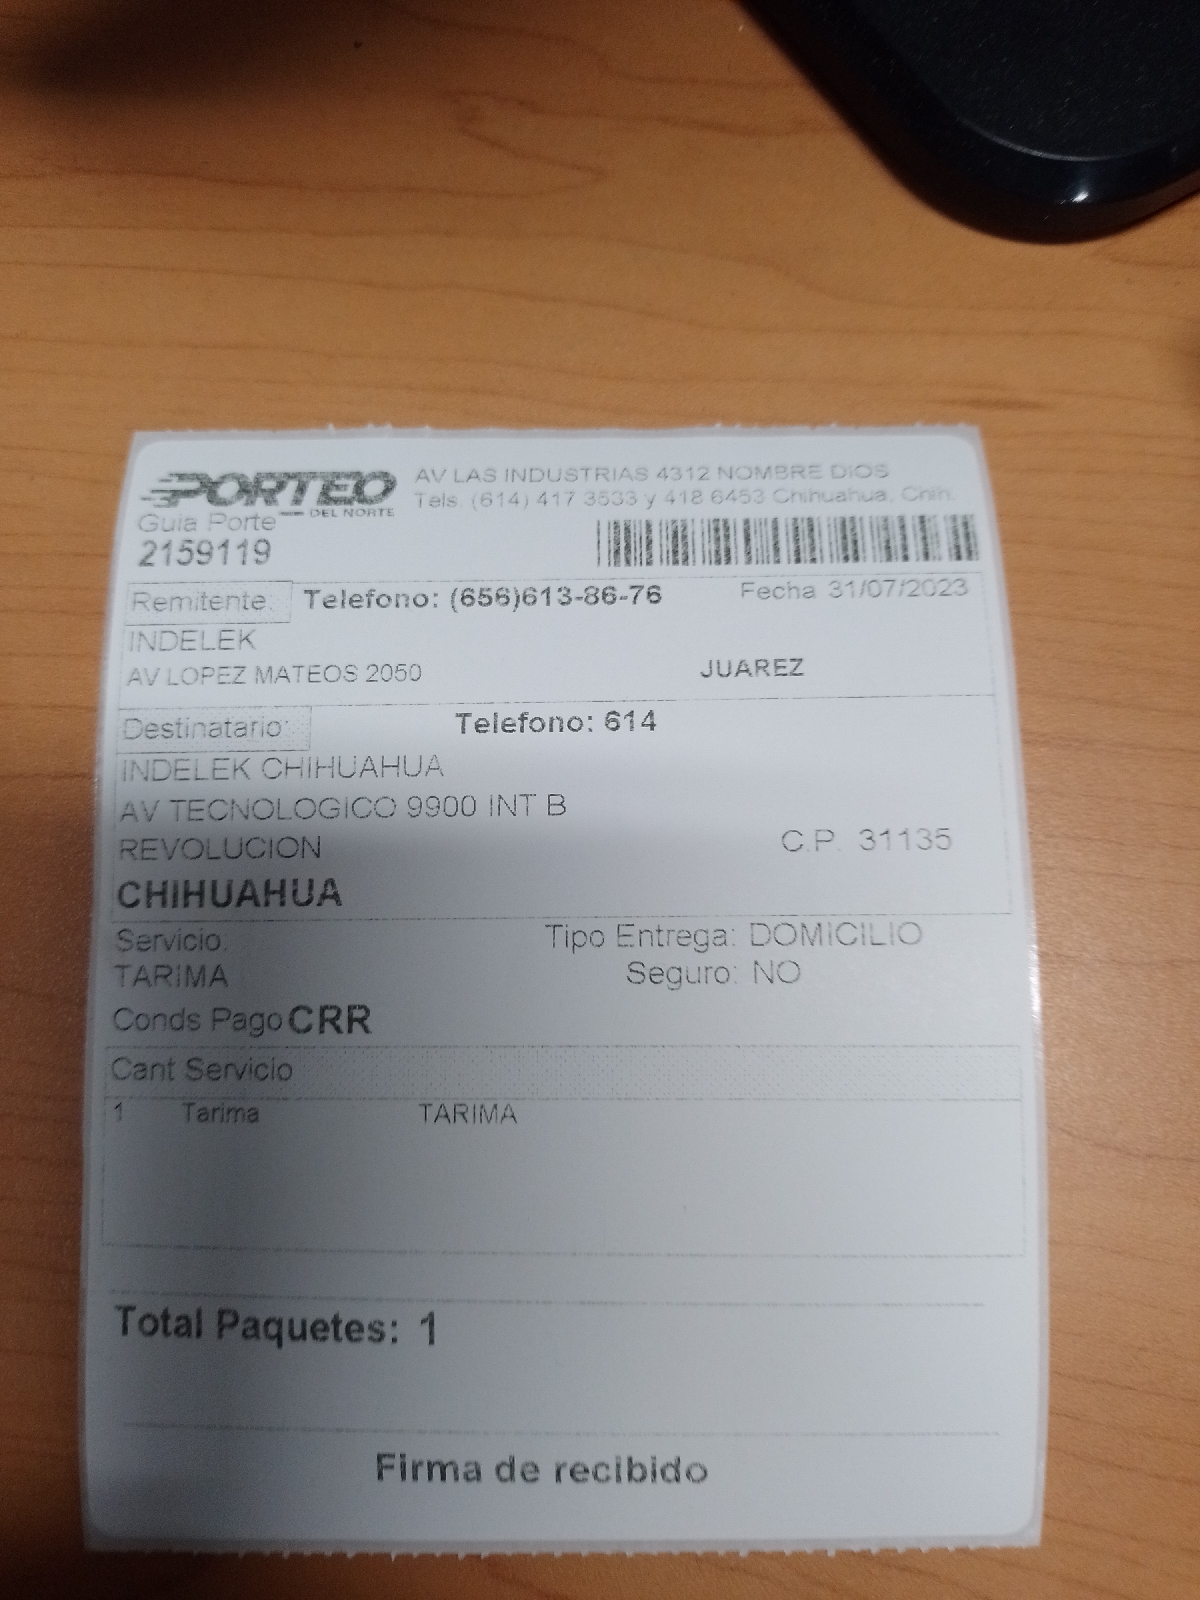 PORTEO
DEL NORTE
AV LAS INDUSTRIAS 4312 NOMBRE DIOS
Tels. (614) 417 3533 y 418 6453 Chihuahua, Chih.
Guia Porte
2159119
Remitente: Telefono: (656)613-86-76 Fecha 31/07/2023
INDELEK
AV LOPEZ MATEOS 2050 JUAREZ
Destinatario: Telefono: 614
INDELEK CHIHUAHUA
AV TECNOLOGICO 9900 INT B
REVOLUCION C.P. 31135
CHIHUAHUA
Servicio: Tipo Entrega: DOMICILIO
TARIMA Seguro: NO
Conds Pago CRR
Cant Servicio
1 Tarima TARIMA
Total Paquetes: 1
Firma de recibido